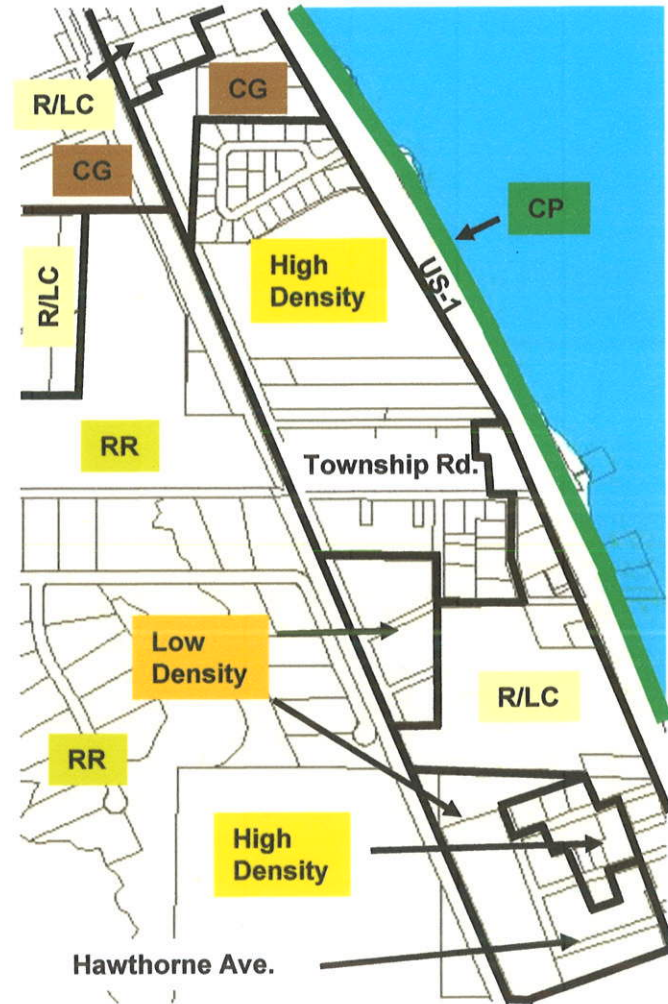 R/LC
CG
CG
CP
R/LC
High
Density
US-1
RR
Township Rd.
Low
Density
R/LC
RR
High
Density
Hawthorne Ave.